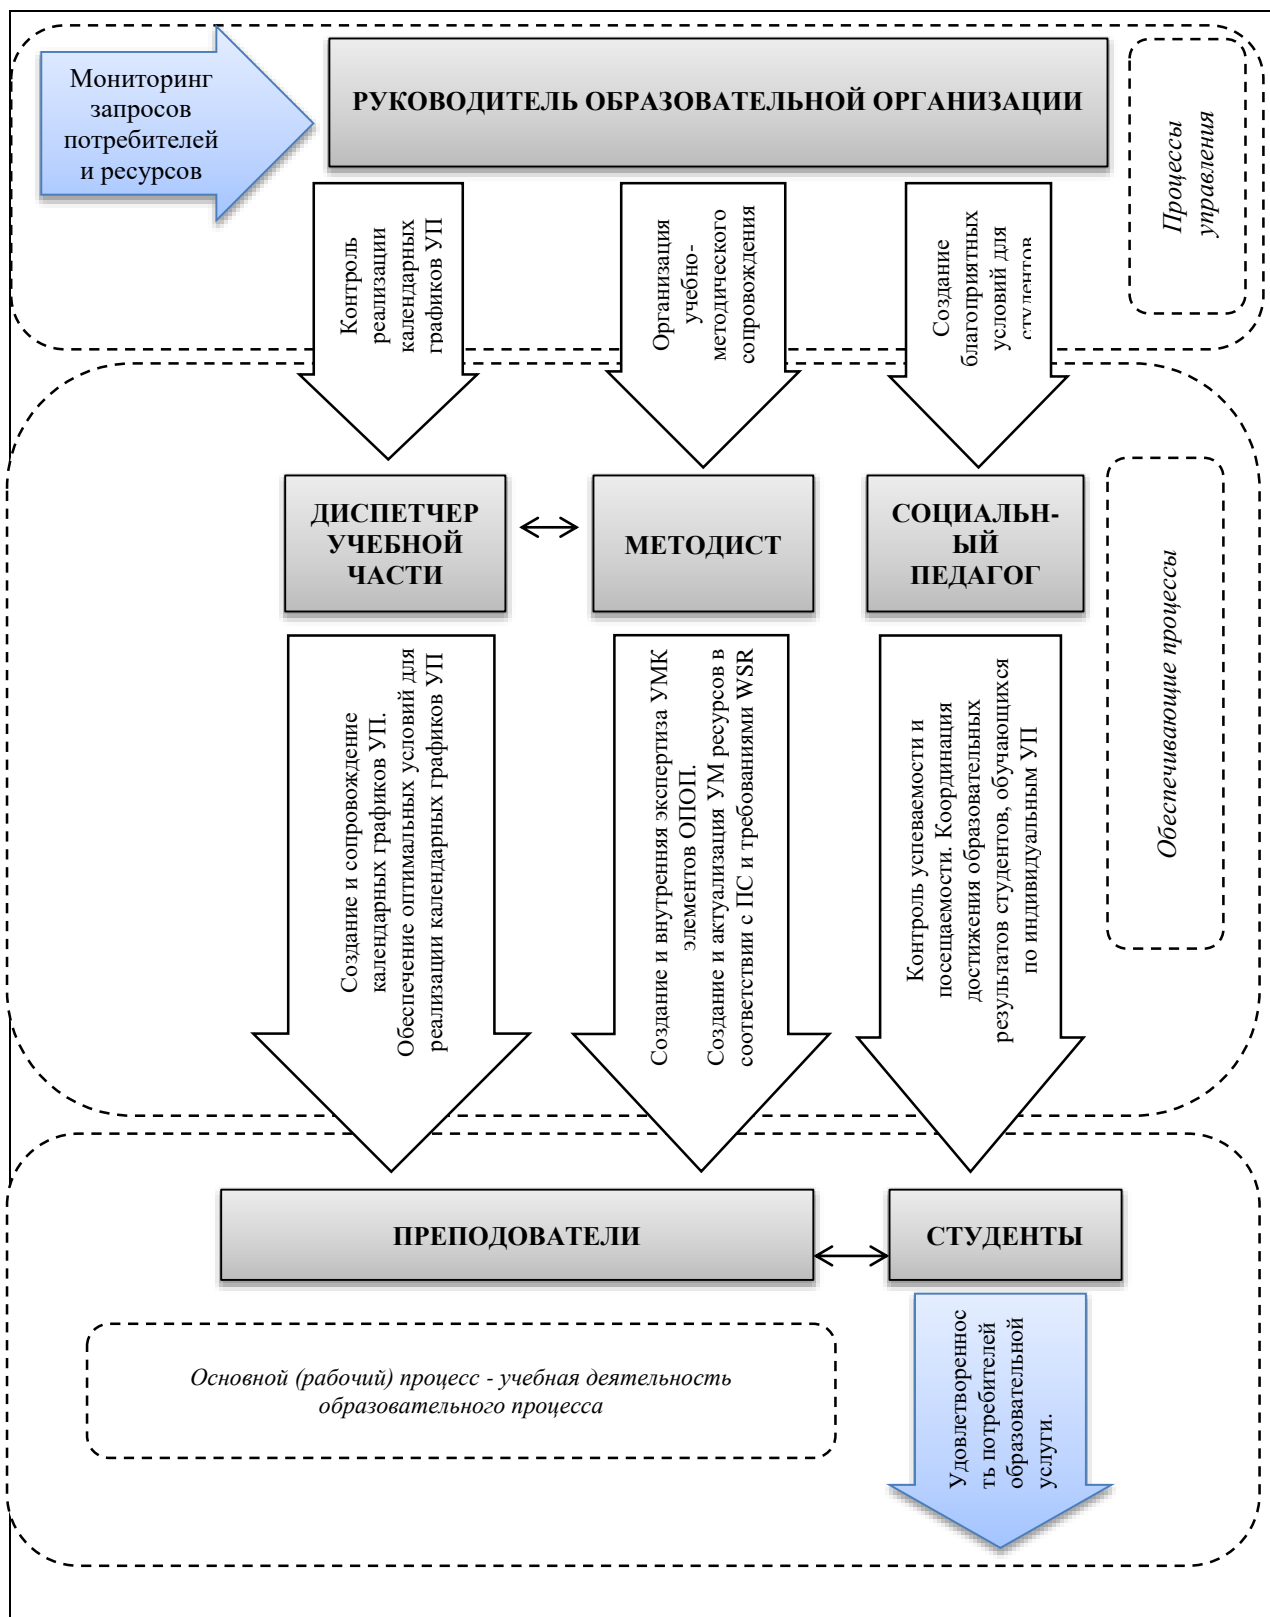 Мониторинг
запросов
потребителей
и ресурсов
РУКОВОДИТЕЛЬ ОБРАЗОВАТЕЛЬНОЙ ОРГАНИЗАЦИИ
Процессы
управления
Контроль
реализации
календарных
графиков УП
Организация
учебно-
методического
сопровождения
Создание
благоприятных
условий для
студентов
ДИСПЕТЧЕР
УЧЕБНОЙ
ЧАСТИ
МЕТОДИСТ
СОЦИАЛЬН-
ЫЙ
ПЕДАГОГ
Обеспечивающие процессы
Создание и сопровождение
календарных графиков УП.
Обеспечение оптимальных условий для
реализации календарных графиков УП
Создание и внутренняя экспертиза УМК
элементов ОПОП.
Создание и актуализация УМ ресурсов в
соответствии с ПС и требованиями WSR
Контроль успеваемости и
посещаемости. Координация
достижения образовательных
результатов студентов, обучающихся
по индивидуальным УП
ПРЕПОДОВАТЕЛИ
СТУДЕНТЫ
Основной (рабочий) процесс - учебная деятельность
образовательного процесса
Удовлетвореннос
ть потребителей
образовательной
услуги.